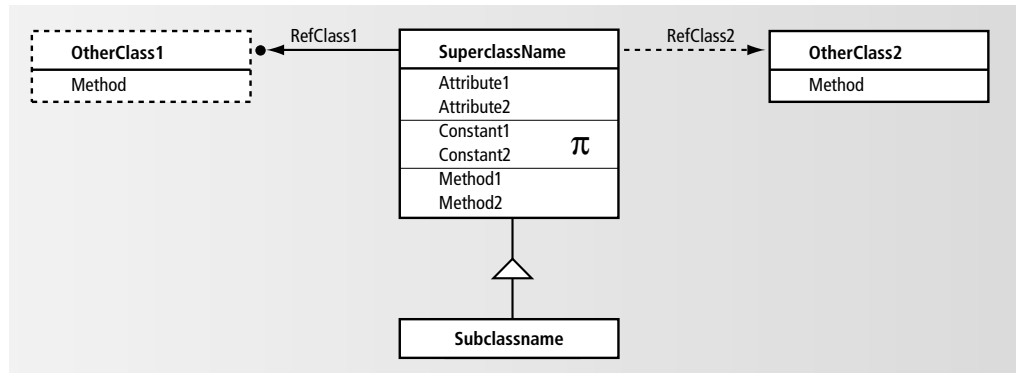 OtherClass1
Method
RefClass1
SuperclassName
Attribute1
Attribute2
Constant1
Constant2
π
Method1
Method2
RefClass2
OtherClass2
Method
Subclassname